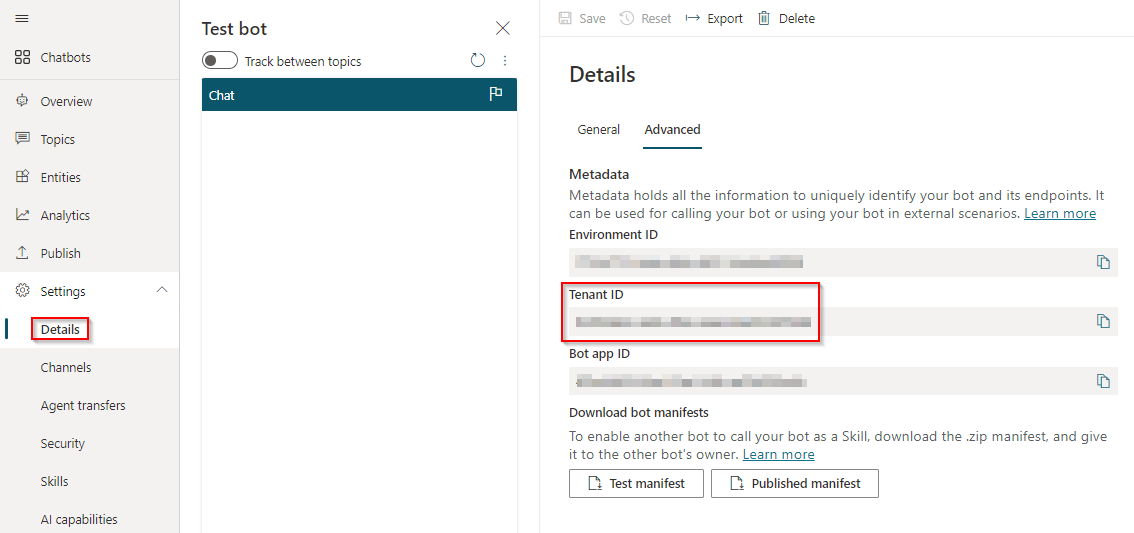 Chatbots
Overview
Topics
Entities
Analytics
Publish
Settings
Details
Channels
Agent transfers
Security
Skills
AI capabilities
Test bot
Track between topics
Chat
Save
Reset
Export
Delete
Details
General
Advanced
Metadata
Metadata holds all the information to uniquely identify your bot and its endpoints. It
can be used for calling your bot or using your bot in external scenarios. Learn more
Environment ID
Tenant ID
Bot app ID
Download bot manifests
To enable another bot to call your bot as a Skill, download the .zip manifest, and give
it to the other bot's owner. Learn more
Test manifest
Published manifest